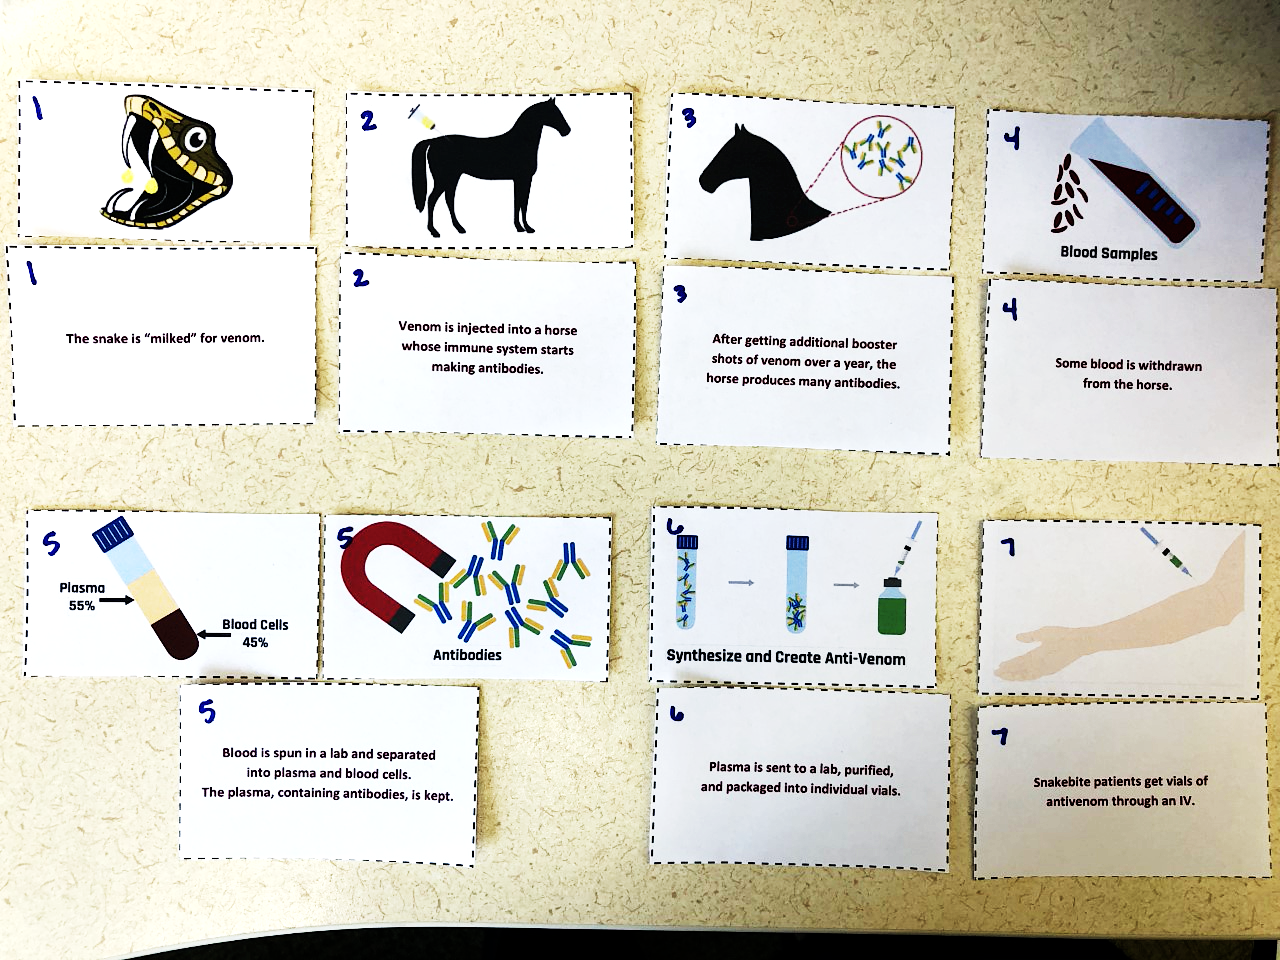 1
2
3
4
Blood Samples
1
The snake is “milked” for venom.
2
Venom is injected into a horse
whose immune system starts
making antibodies.
3
After getting additional booster
shots of venom over a year, the
horse produces many antibodies.
4
Some blood is withdrawn
from the horse.
5
Plasma
55%
Blood Cells
45%
5
Antibodies
6
Synthesize and Create Anti-Venom
7
5
Blood is spun in a lab and separated
into plasma and blood cells.
The plasma, containing antibodies, is kept.
6
Plasma is sent to a lab, purified,
and packaged into individual vials.
7
Snakebite patients get vials of
antivenom through an IV.